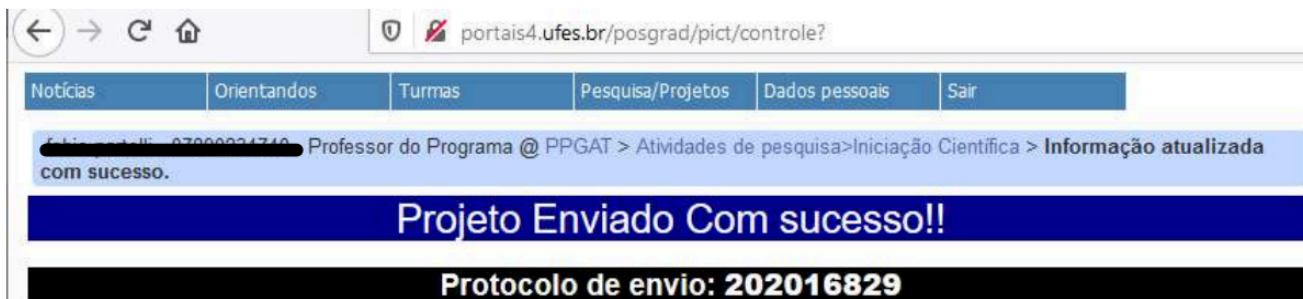 portais4.ufes.br/posgrad/pict/controle?
Notícias Orientandos Turmas Pesquisa/Projetos Dados pessoais Sair
Professor do Programa @ PPGAT > Atividades de pesquisa>Iniciação Científica > Informação atualizada
com sucesso.
Projeto Enviado Com sucesso!!
Protocolo de envio: 202016829